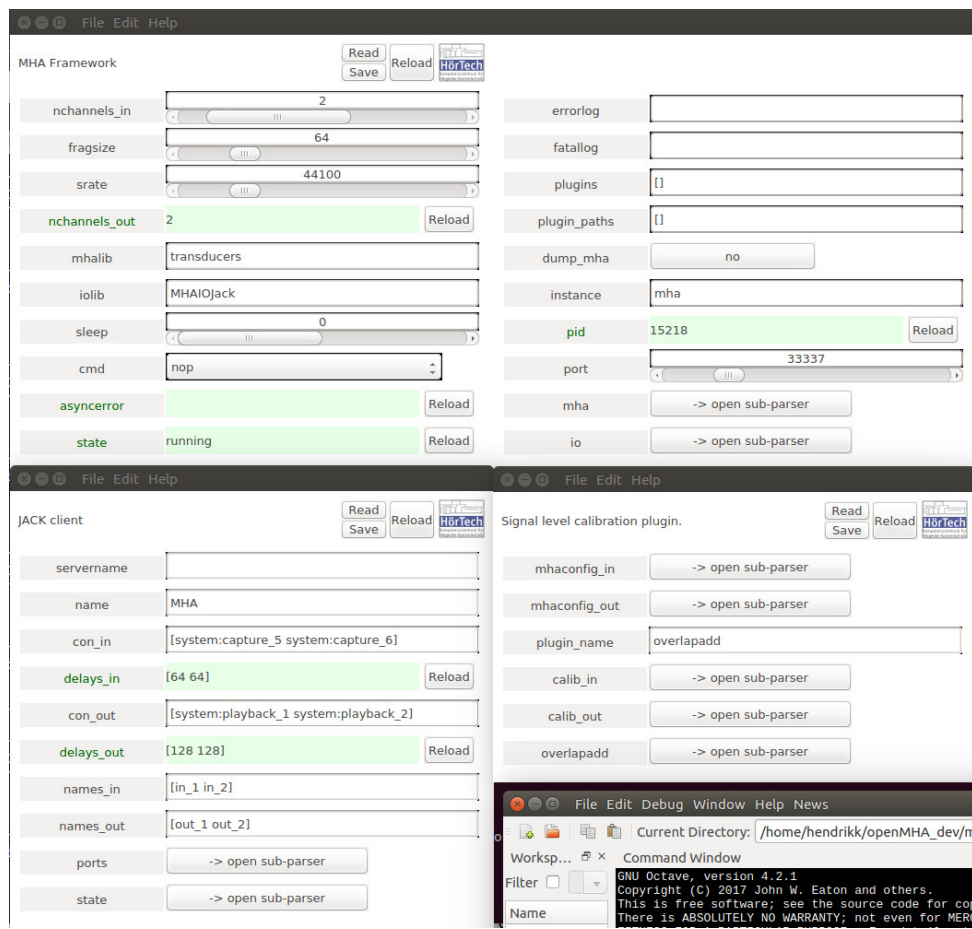 File Edit Help
MHA Framework
Read
Save
Reload
HörTech
nchannels_in
2
fragsize
64
srate
44100
nchannels_out
2
Reload
mhalib
transducers
iolib
MHAIOJack
sleep
0
cmd
nop
asyncerror
Reload
state
running
Reload
errorlog
fatallog
plugins
[]
plugin_paths
[]
dump_mha
no
instance
mha
pid
15218
Reload
port
33337
mha
-> open sub-parser
io
-> open sub-parser
File Edit Help
JACK client
Read
Save
Reload
HörTech
servername
name
MHA
con_in
[system:capture_5 system:capture_6]
delays_in
[64 64]
Reload
con_out
[system:playback_1 system:playback_2]
delays_out
[128 128]
Reload
names_in
[in_1 in_2]
names_out
[out_1 out_2]
ports
-> open sub-parser
state
-> open sub-parser
File Edit Help
Signal level calibration plugin.
Read
Save
Reload
HörTech
mhaconfig_in
-> open sub-parser
mhaconfig_out
-> open sub-parser
plugin_name
overlapadd
calib_in
-> open sub-parser
calib_out
-> open sub-parser
overlapadd
-> open sub-parser
File Edit Debug Window Help News
Current Directory: /home/hendrikk/openMHA_dev/m
Worksp...
Command Window
Filter
Name
GNU Octave, version 4.2.1
Copyright (C) 2017 John W. Eaton and others.
This is free software; see the source code for cop
There is ABSOLUTELY NO WARRANTY; not even for MER